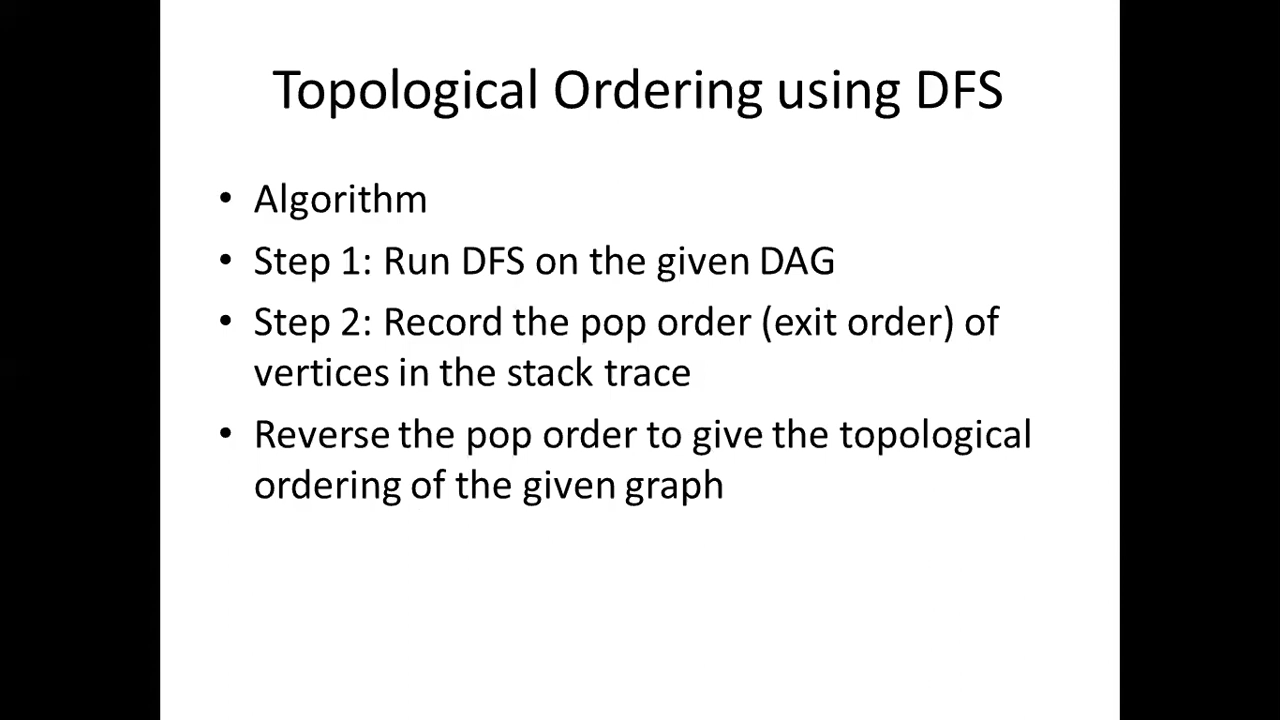 Topological Ordering using DFS
• Algorithm
• Step 1: Run DFS on the given DAG
• Step 2: Record the pop order (exit order) of
vertices in the stack trace
• Reverse the pop order to give the topological
ordering of the given graph